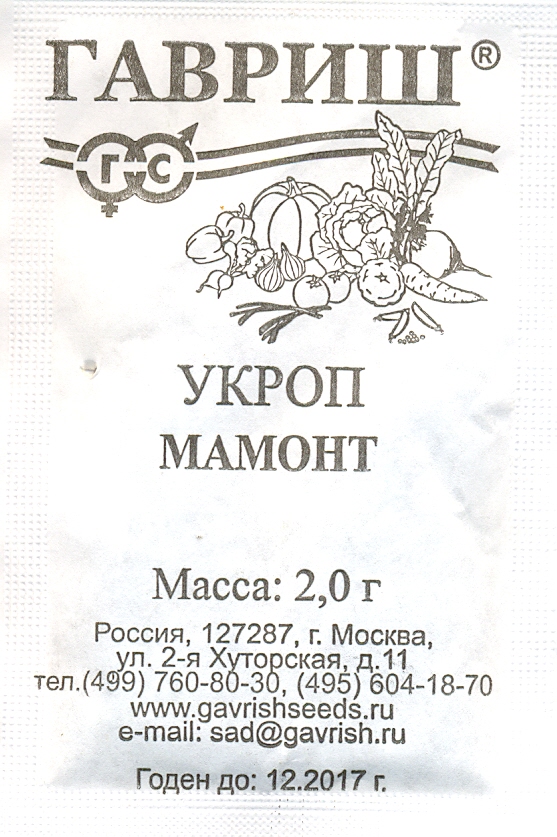 ГАВРИШ®
ГС
УКРОП
МАМОНТ
Масса: 2,0 г
Россия, 127287, г. Москва,
ул. 2-я Хуторская, д.11
тел.(499) 760-80-30, (495) 604-18-70
www.gavrishseeds.ru
e-mail: sad@gavrish.ru
Годен до: 12.2017 г.